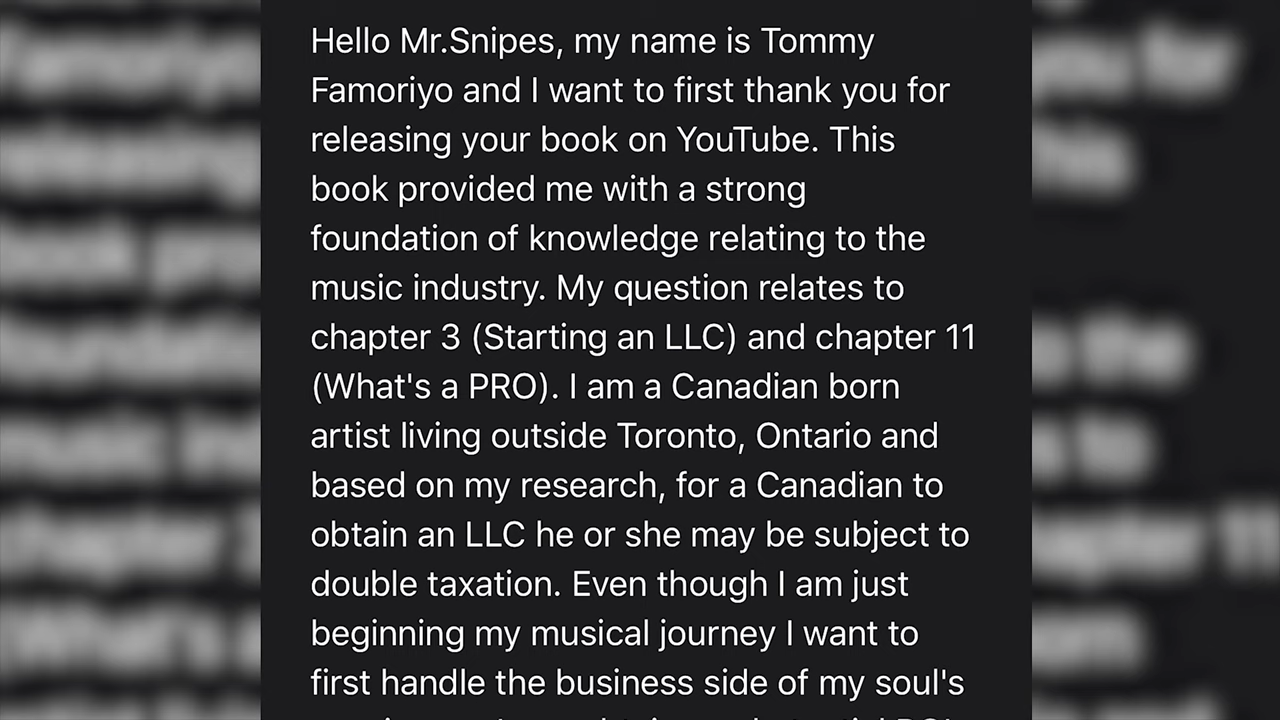 Hello Mr.Snipes, my name is Tommy
Famoriyo and I want to first thank you for
releasing your book on YouTube. This
book provided me with a strong
foundation of knowledge relating to the
music industry. My question relates to
chapter 3 (Starting an LLC) and chapter 11
(What's a PRO). I am a Canadian born
artist living outside Toronto, Ontario and
based on my research, for a Canadian to
obtain an LLC he or she may be subject to
double taxation. Even though I am just
beginning my musical journey I want to
first handle the business side of my soul's